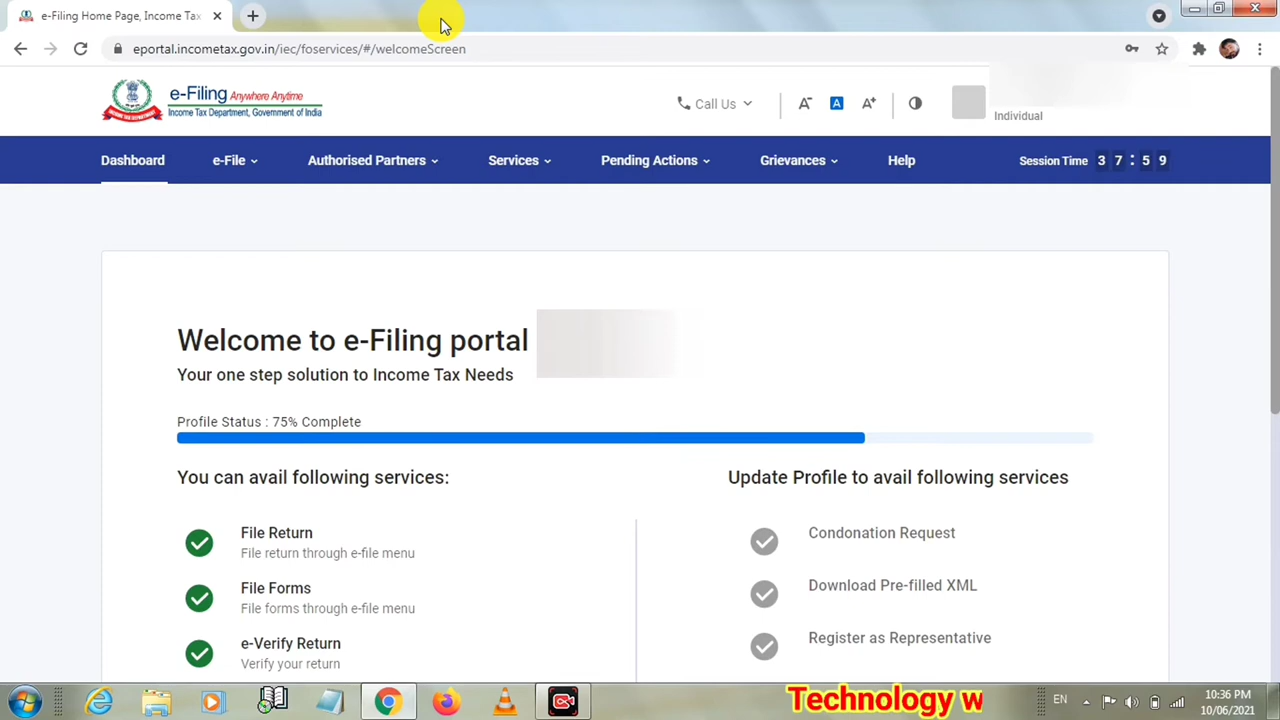 e-Filing Home Page, Income Tax
eportal.incometax.gov.in/iec/foservices/#/welcomeScreen
e-Filing Anywhere Anytime
Income Tax Department, Government of India
Call Us
A- A A+
Individual
Dashboard e-File Authorised Partners Services Pending Actions Grievances Help Session Time 3 7 : 5 9
Welcome to e-Filing portal
Your one step solution to Income Tax Needs
Profile Status : 75% Complete
You can avail following services:
Update Profile to avail following services
File Return
File return through e-file menu
File Forms
File forms through e-file menu
e-Verify Return
Verify your return
Condonation Request
Download Pre-filled XML
Register as Representative
Technology w
EN
10:36 PM
10/06/2021